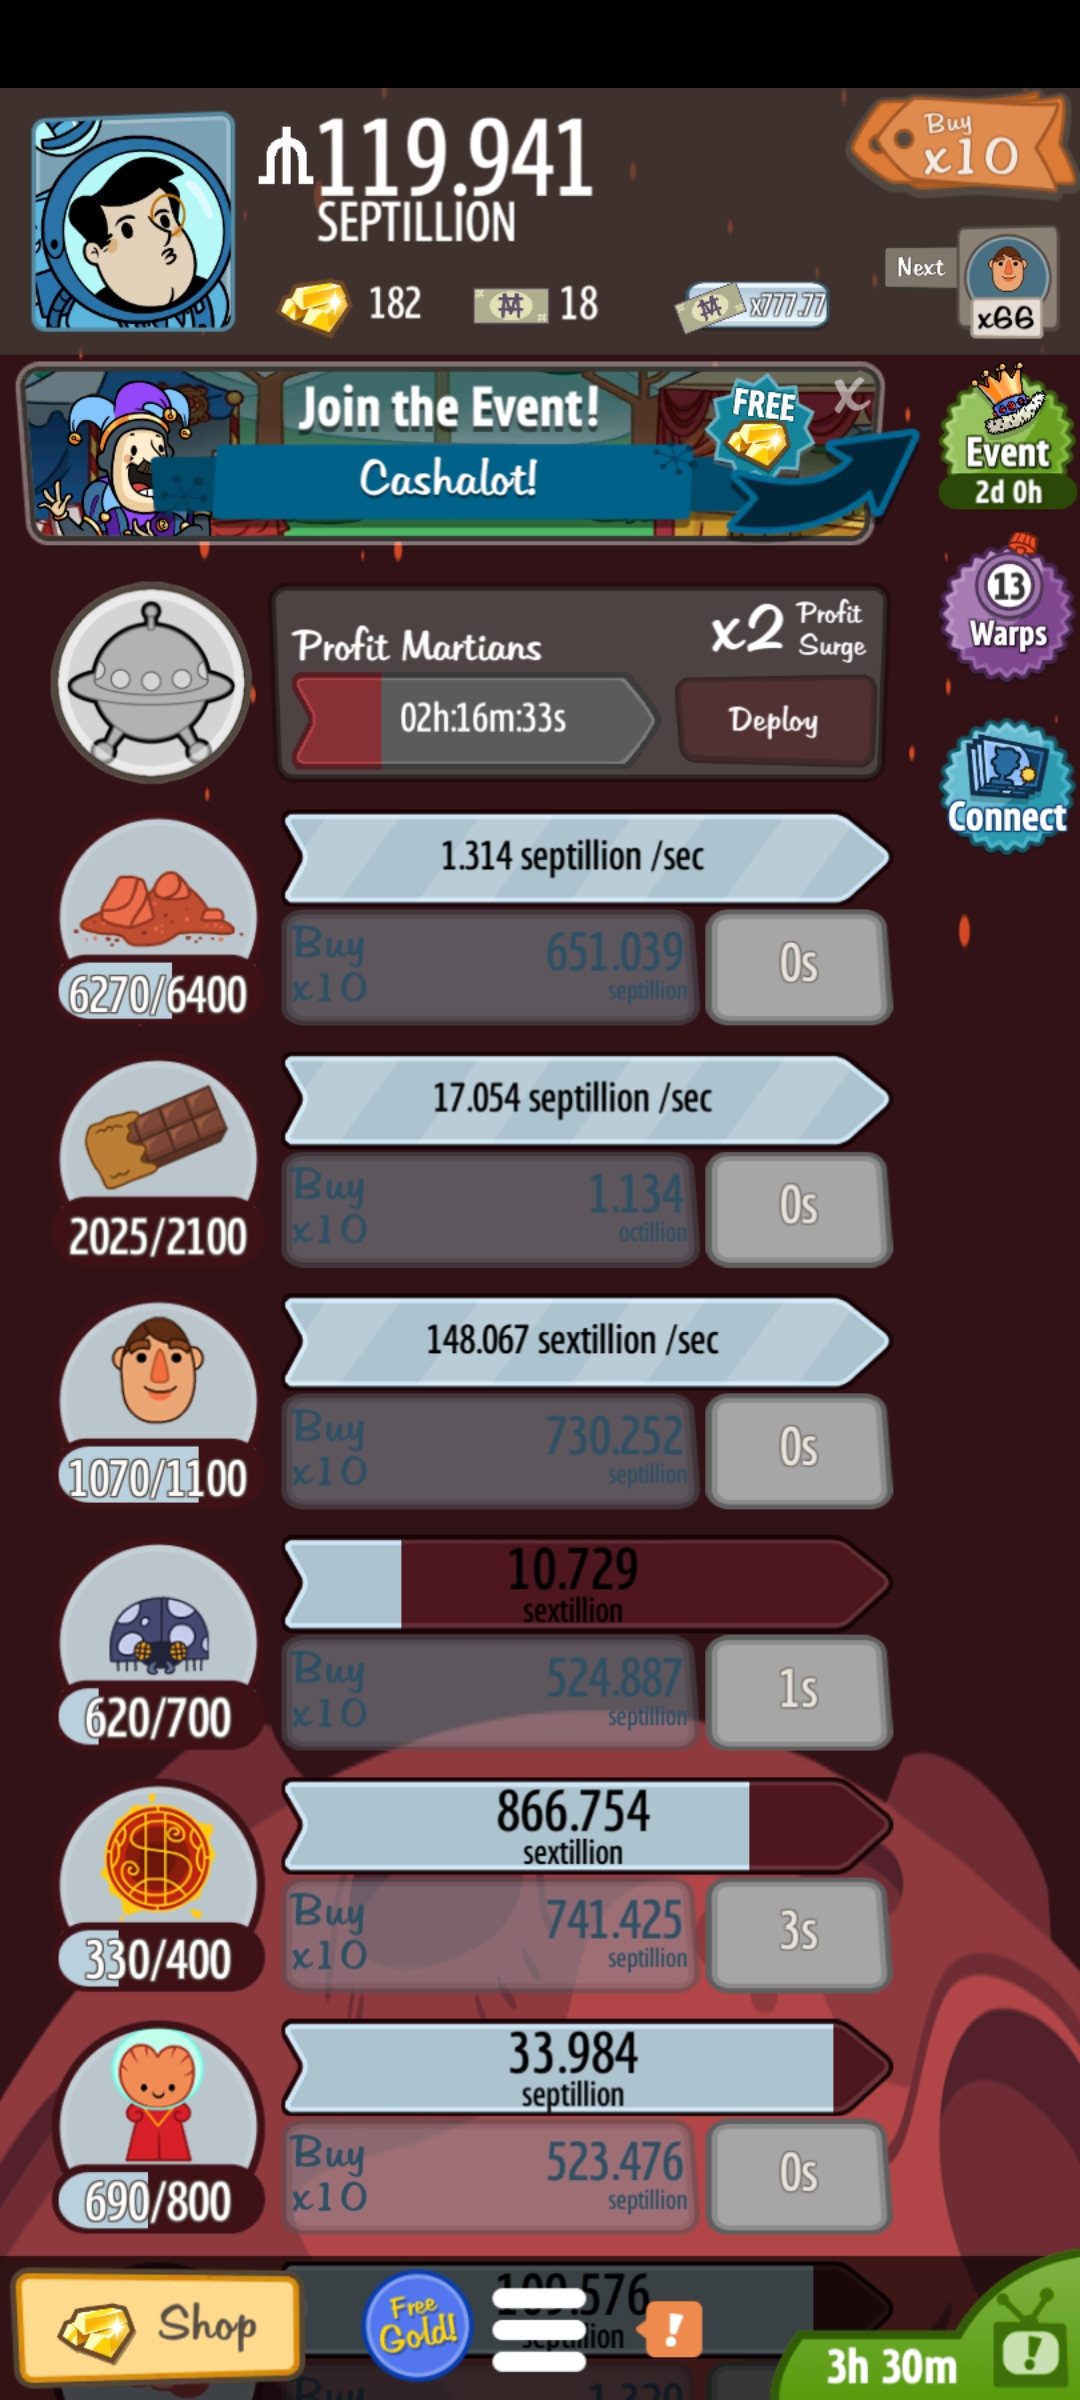 119.941
SEPTILLION
Buy
x10
182
18
x777.77
Next
x66
Join the Event!
FREE
X
Cashalot!
Event
2d 0h
13
Warps
Connect
Profit Martians
x2 Profit Surge
02h:16m:33s
Deploy
1.314 septillion /sec
Buy x10
651.039
septillion
0s
6270/6400
17.054 septillion /sec
Buy x10
1.134
octillion
0s
2025/2100
148.067 sextillion /sec
Buy x10
730.252
septillion
0s
1070/1100
10.729
sextillion
Buy x10
524.887
septillion
1s
620/700
866.754
sextillion
Buy x10
741.425
septillion
3s
330/400
33.984
septillion
Buy x10
523.476
septillion
0s
690/800
Shop
Free
Gold!
!
3h 30m
!